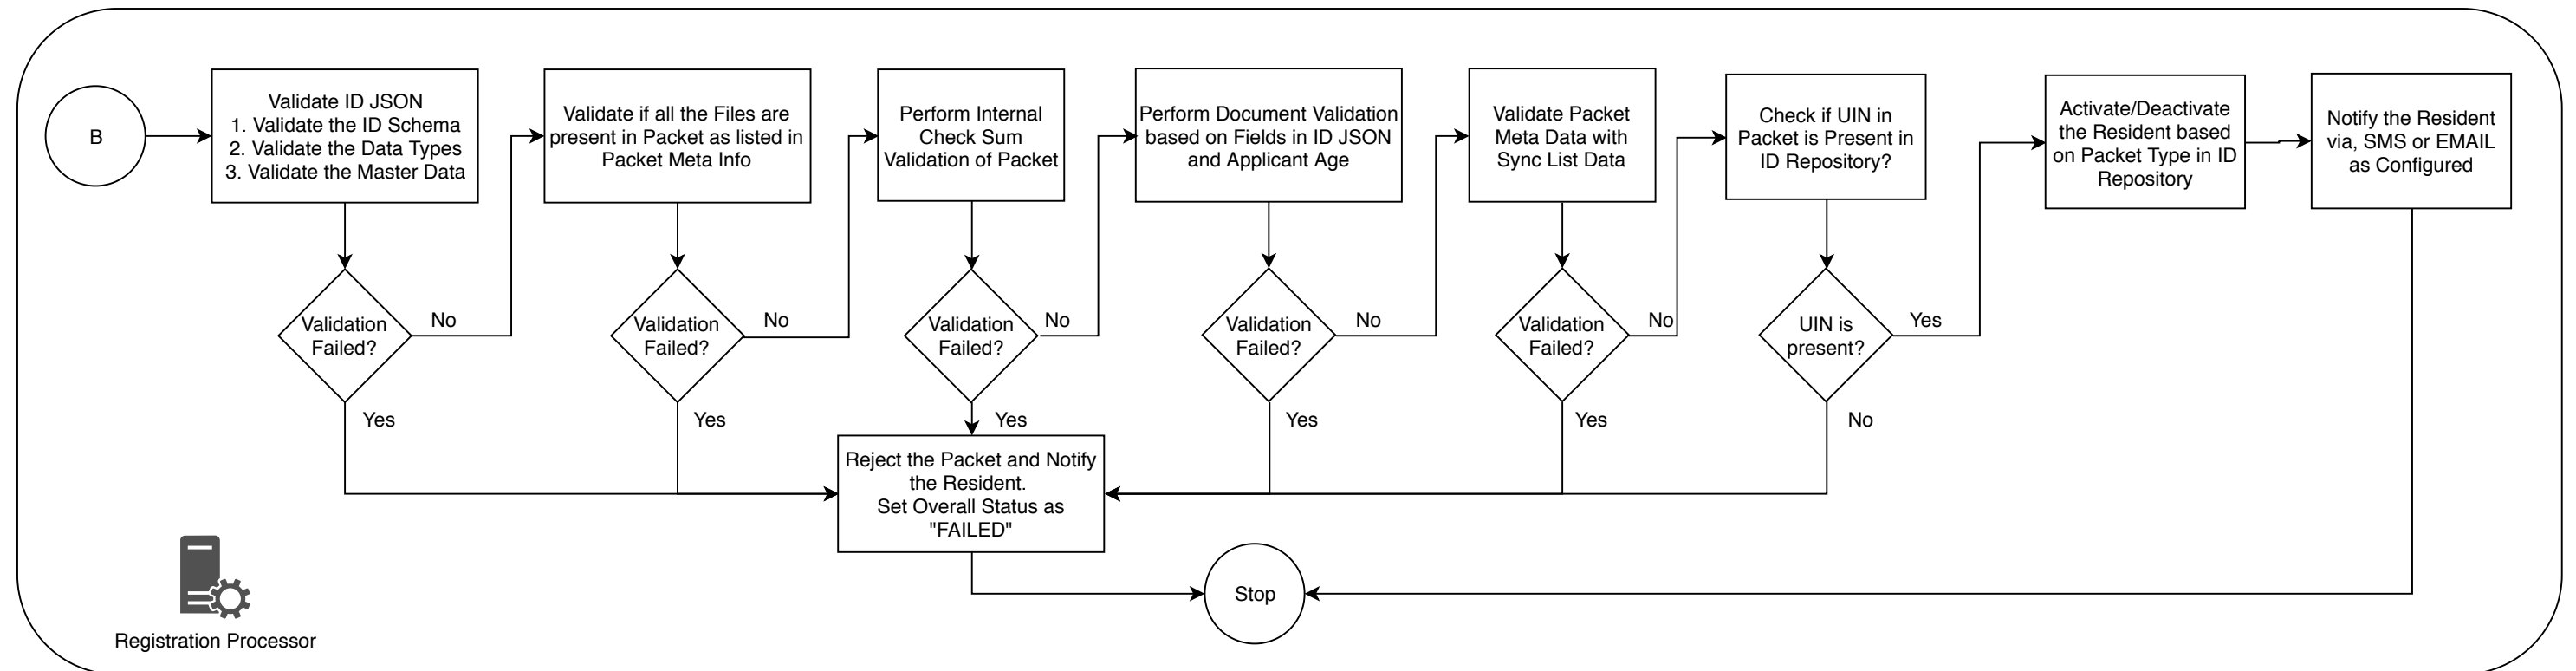 B
Validate ID JSON
1. Validate the ID Schema
2. Validate the Data Types
3. Validate the Master Data
Validate if all the Files are
present in Packet as listed in
Packet Meta Info
Perform Internal
Check Sum
Validation of Packet
Perform Document Validation
based on Fields in ID JSON
and Applicant Age
Validate Packet
Meta Data with
Sync List Data
Check if UIN in
Packet is Present in
ID Repository?
Activate/Deactivate
the Resident based
on Packet Type in ID
Repository
Notify the Resident
via, SMS or EMAIL
as Configured
Validation
Failed?
No
Validation
Failed?
No
Validation
Failed?
No
Validation
Failed?
No
Validation
Failed?
No
UIN is
present?
Yes
Yes
Yes
Yes
Yes
Yes
No
Reject the Packet and Notify
the Resident.
Set Overall Status as
"FAILED"
Stop
Registration Processor